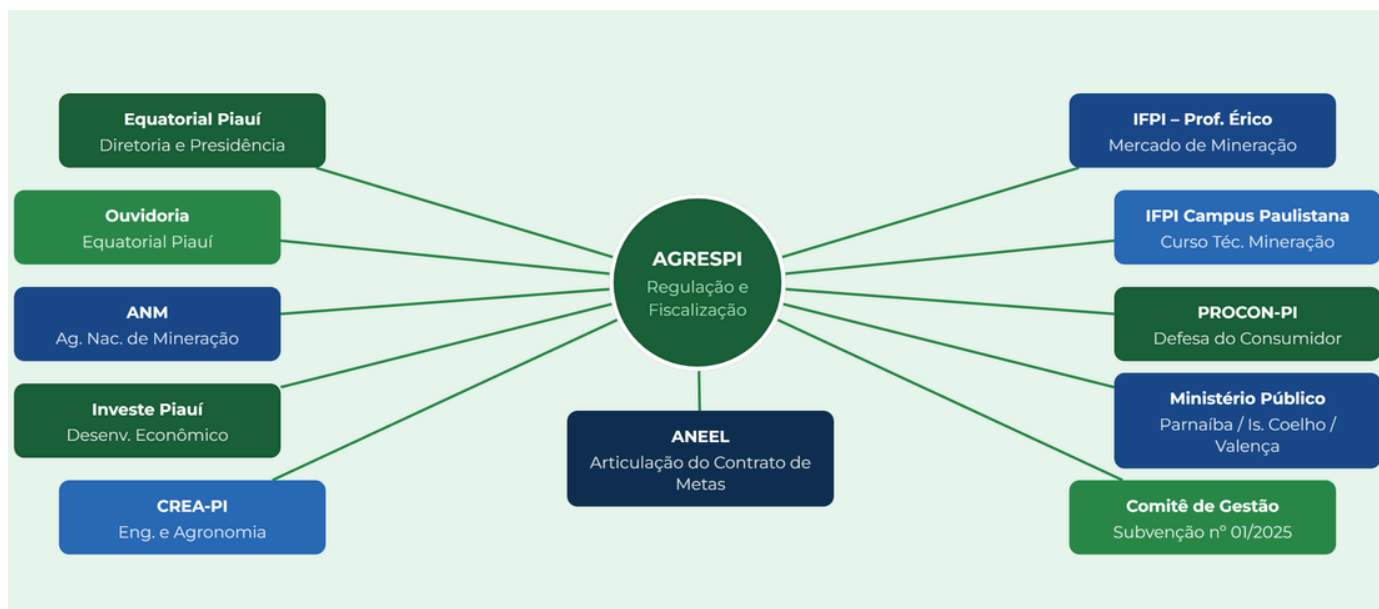 Equatorial Piauí
Diretoria e Presidência
Ouvidoria
Equatorial Piauí
ANM
Ag. Nac. de Mineração
Investe Piauí
Desenv. Econômico
CREA-PI
Eng. e Agronomia
AGRESPI
Regulação e
Fiscalização
ANEEL
Articulação do Contrato de
Metas
IFPI – Prof. Érico
Mercado de Mineração
IFPI Campus Paulistana
Curso Téc. Mineração
PROCON-PI
Defesa do Consumidor
Ministério Público
Parnaíba / Is. Coelho /
Valença
Comitê de Gestão
Subvenção nº 01/2025